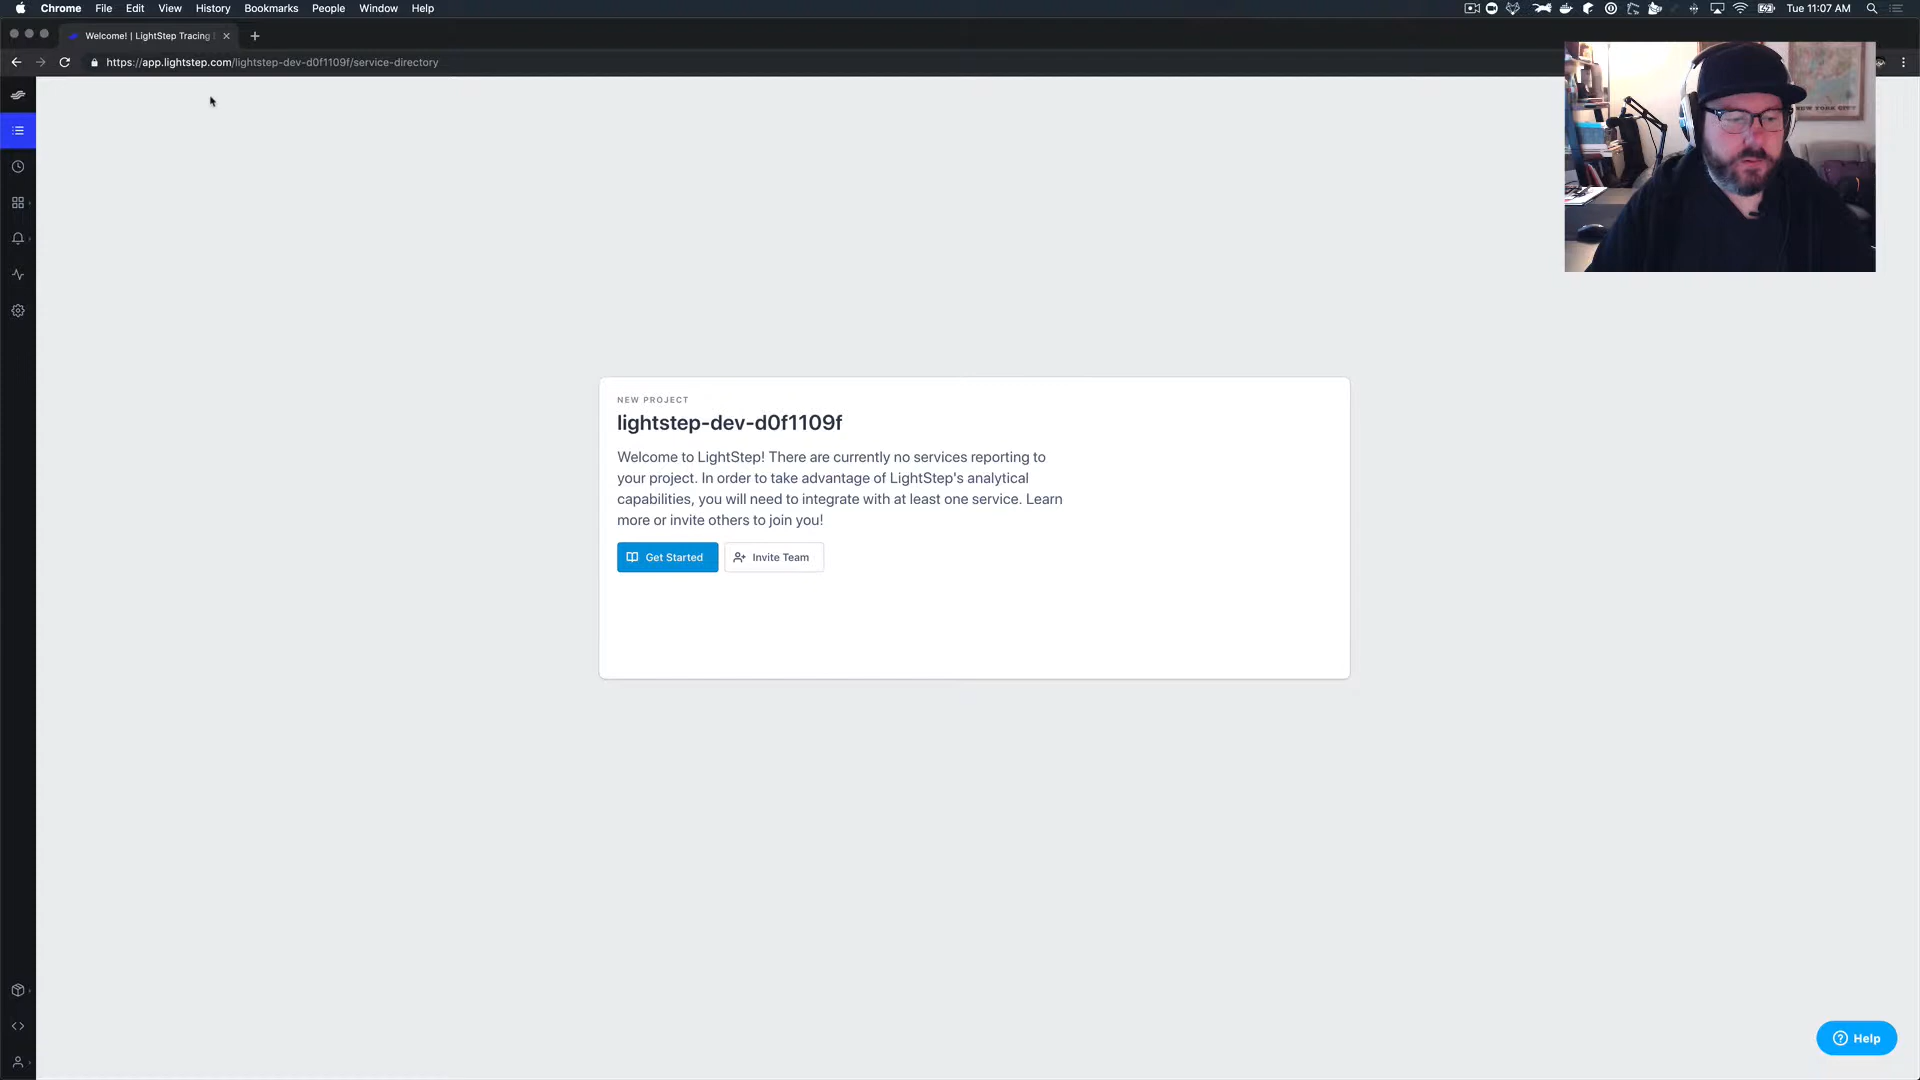 Chrome File Edit View History Bookmarks People Window Help
Tue 11:07 AM
Welcome! | LightStep Tracing
https://app.lightstep.com/lightstep-dev-d0f1109f/service-directory
NEW YORK CITY
NEW PROJECT
lightstep-dev-d0f1109f
Welcome to LightStep! There are currently no services reporting to
your project. In order to take advantage of LightStep's analytical
capabilities, you will need to integrate with at least one service. Learn
more or invite others to join you!
Get Started
Invite Team
Help